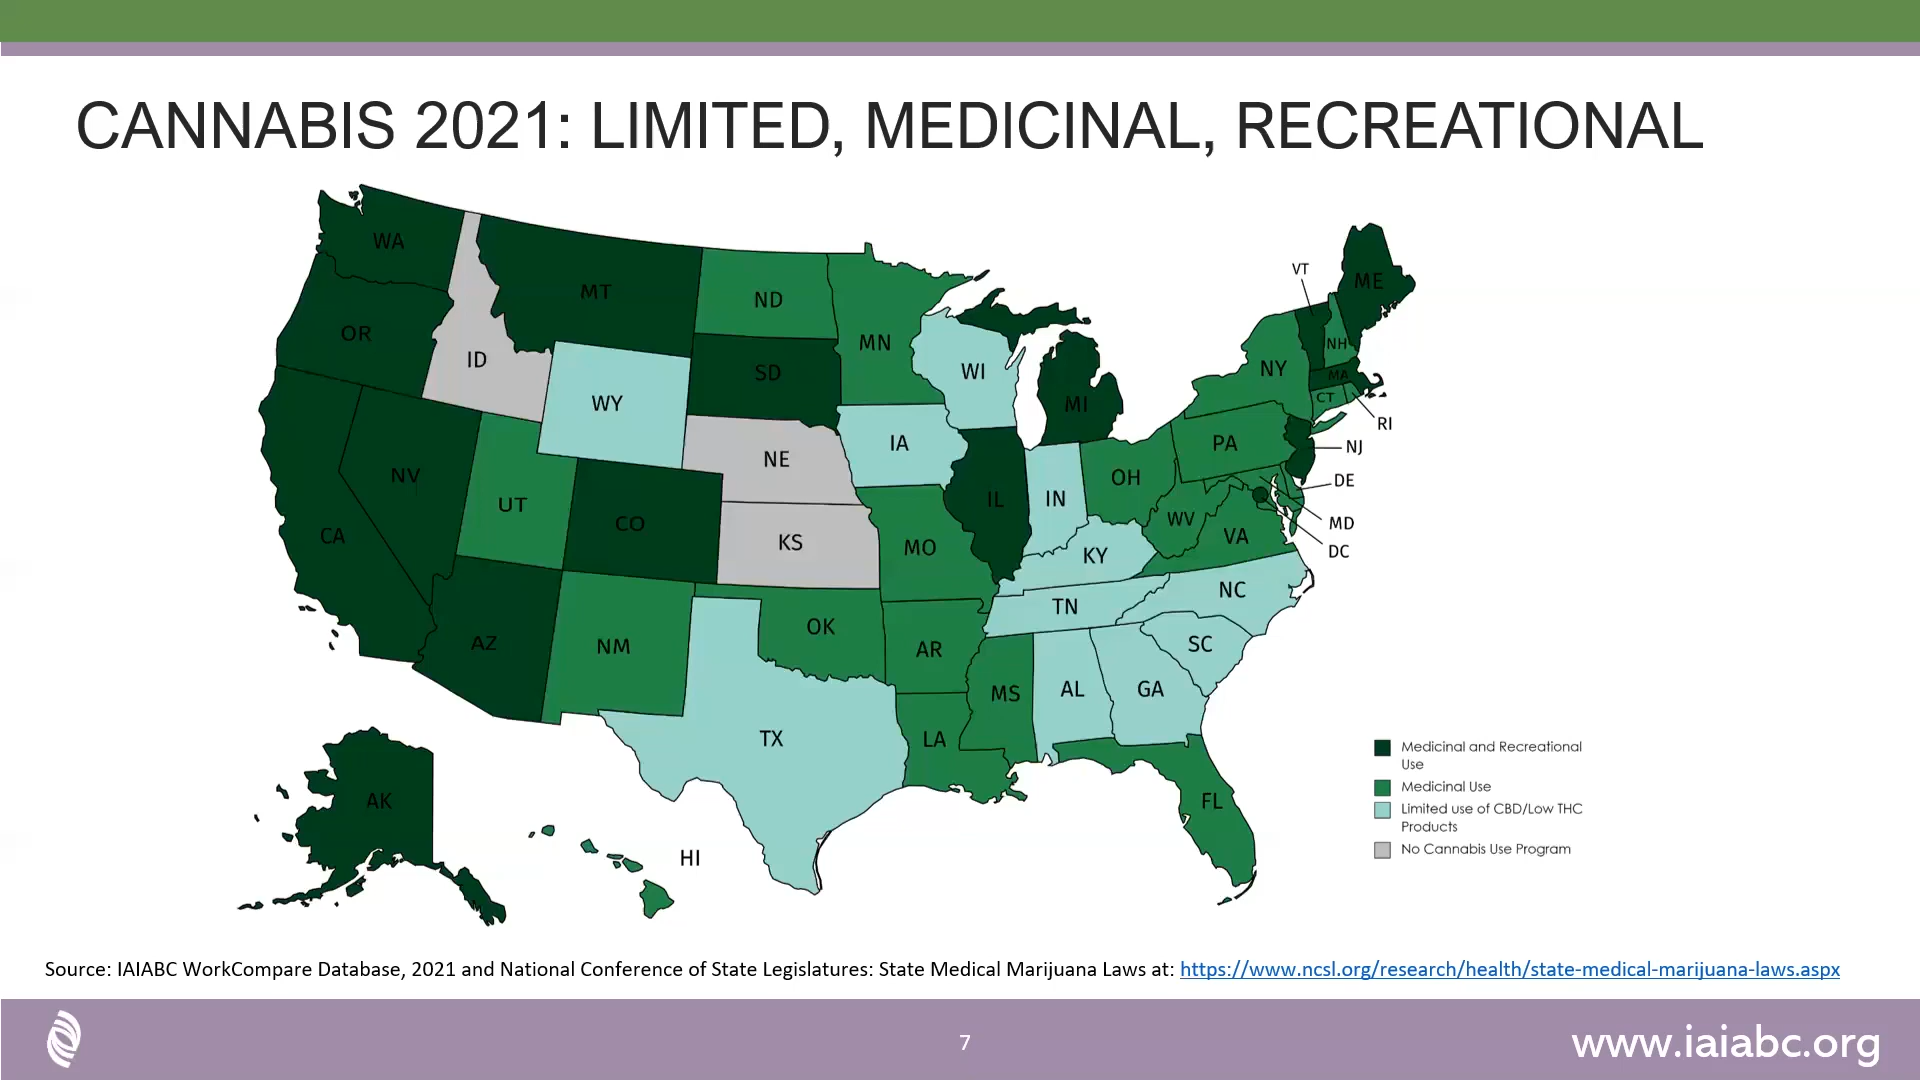 CANNABIS 2021: LIMITED, MEDICINAL, RECREATIONAL
WA
MT
ND
MN
VT
ME
OR
ID
WY
SD
WI
MI
NY
NH
MA
CT
RI
NV
UT
CO
NE
IA
IL
IN
OH
PA
NJ
DE
MD
DC
CA
KS
MO
KY
WV
VA
AZ
NM
OK
AR
TN
NC
SC
TX
LA
MS
AL
GA
FL
AK
HI
Medicinal and Recreational
Use
Medicinal Use
Limited use of CBD/Low THC
Products
No Cannabis Use Program
Source: IAIABC WorkCompare Database, 2021 and National Conference of State Legislatures: State Medical Marijuana Laws at: https://www.ncsl.org/research/health/state-medical-marijuana-laws.aspx
7
www.iaiabc.org